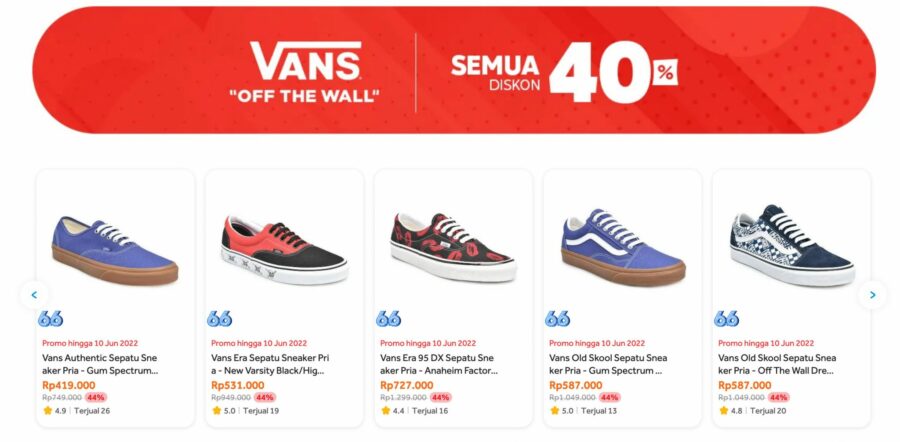 VANS
"OFF THE WALL"
SEMUA
DISKON
40%
66
Promo hingga 10 Jun 2022
Vans Authentic Sepatu Sne
aker Pria - Gum Spectrum...
Rp419.000
Rp749.000 44%
4.9 | Terjual 26
66
Promo hingga 10 Jun 2022
Vans Era Sepatu Sneaker Pri
a - New Varsity Black/Hig...
Rp531.000
Rp949.000 44%
5.0 | Terjual 19
66
Promo hingga 10 Jun 2022
Vans Era 95 DX Sepatu Sne
aker Pria - Anaheim Factor...
Rp727.000
Rp1.299.000 44%
4.4 | Terjual 16
66
Promo hingga 10 Jun 2022
Vans Old Skool Sepatu Snea
ker Pria - Gum Spectrum ...
Rp587.000
Rp1.049.000 44%
5.0 | Terjual 13
66
Promo hingga 10 Jun 2022
Vans Old Skool Sepatu Snea
ker Pria - Off The Wall Dre...
Rp587.000
Rp1.049.000 44%
4.8 | Terjual 20